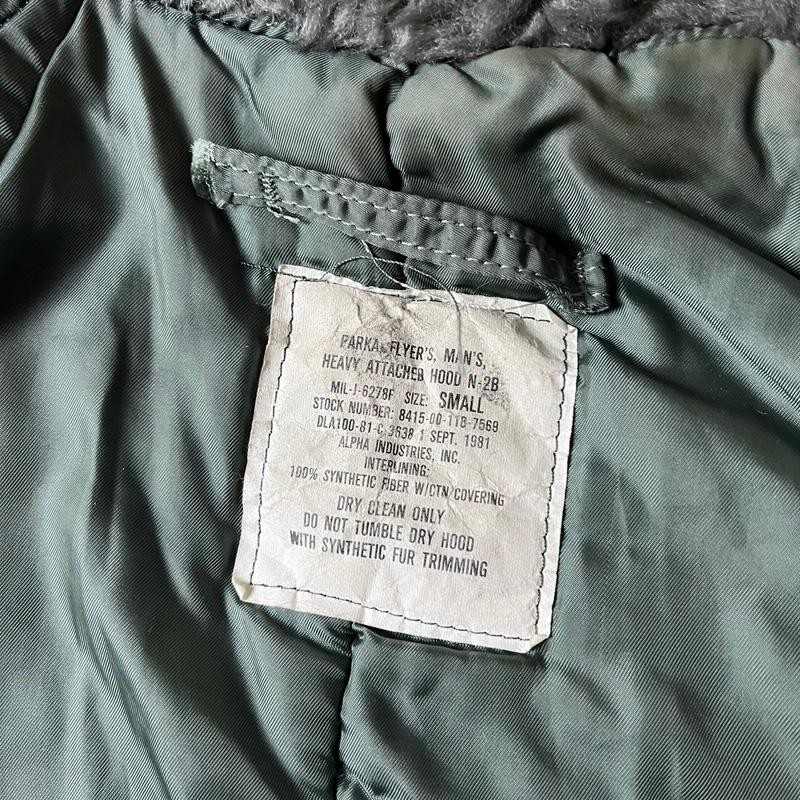 PARKA, FLYER'S, MAN'S,
HEAVY ATTACHED HOOD N-2B
MIL-J-6278F SIZE: SMALL
STOCK NUMBER: 8415-00-118-7569
DLA100-81-C-3638 1 SEPT. 1981
ALPHA INDUSTRIES, INC.
INTERLINING:
100% SYNTHETIC FIBER W/CTN COVERING
DRY CLEAN ONLY
DO NOT TUMBLE DRY HOOD
WITH SYNTHETIC FUR TRIMMING